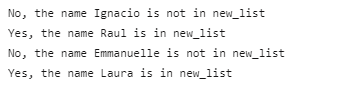 No, the name Ignacio is not in new_list
Yes, the name Raul is in new_list
No, the name Emmanuelle is not in new_list
Yes, the name Laura is in new_list